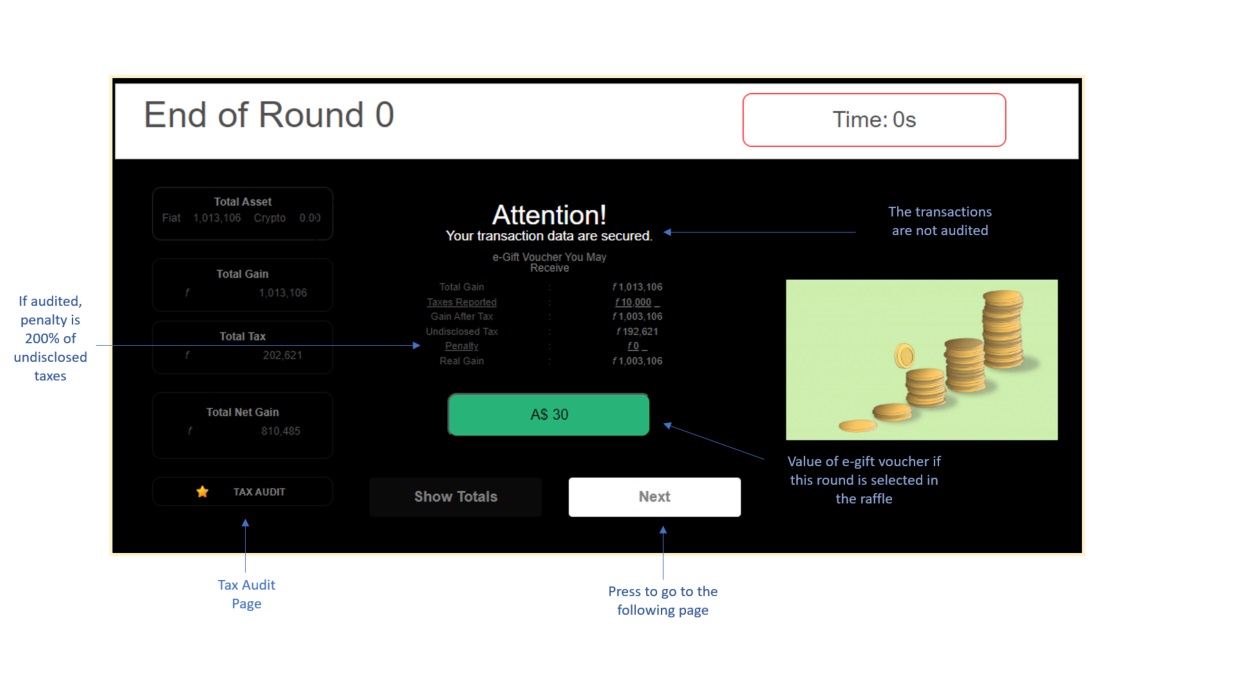 End of Round 0
Time: 0s
Total Asset
Fiat 1,013,106 Crypto 0.00
Total Gain
ƒ 1,013,106
Total Tax
ƒ 202,621
Total Net Gain
ƒ 810,485
TAX AUDIT
Attention!
Your transaction data are secured.
e-Gift Voucher You May
Receive
Total Gain : ƒ 1,013,106
Taxes Reported : ƒ 10,000 _
Gain After Tax : ƒ 1,003,106
Undisclosed Tax : ƒ 192,621
Penalty : ƒ 0 _
Real Gain : ƒ 1,003,106
A$ 30
Show Totals
Next
The transactions
are not audited
If audited,
penalty is
200% of
undisclosed
taxes
Value of e-gift voucher if
this round is selected in
the raffle
Tax Audit
Page
Press to go to the
following page